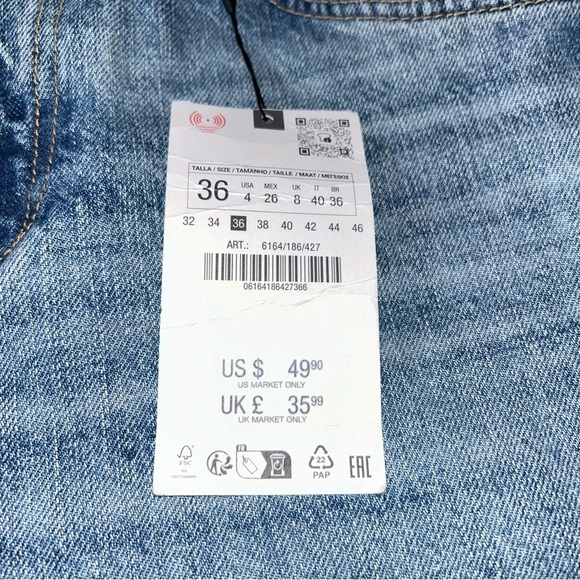 TALLA / SIZE / TAMANHO / TAILLE / MAAT / ΜΕΓΕΘΟΣ
36 USA 4 MEX 26 UK 8 IT 40 BR 36
32 34 36 38 40 42 44 46
ART.: 6164/186/427
06164186427366
US $ 49.90
US MARKET ONLY
UK £ 35.99
UK MARKET ONLY
FSC
FR
22
PAP
EAC